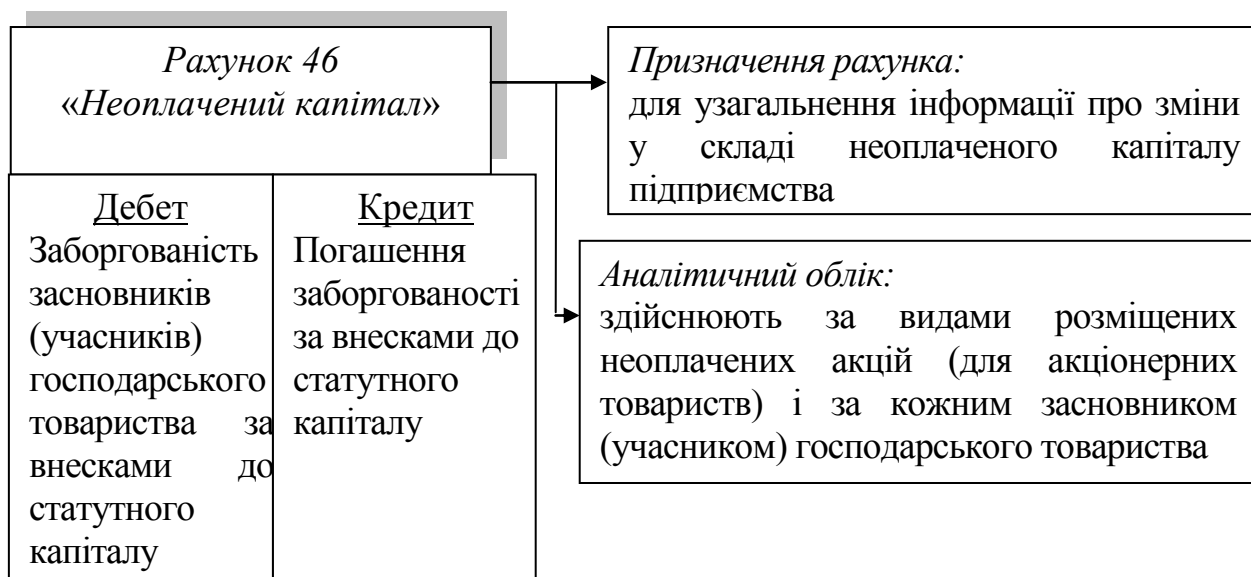 Рахунок 46
«Неоплачений капітал»
Дебет
Заборгованість
засновників
(учасників)
господарського
товариства за
внесками до
статутного
капіталу
Кредит
Погашення
заборгованості
за внесками до
статутного
капіталу
Призначення рахунка:
для узагальнення інформації про зміни
у складі неоплаченого капіталу
підприємства
Аналітичний облік:
здійснюють за видами розміщених
неоплачених акцій (для акціонерних
товариств) і за кожним засновником
(учасником) господарського товариства